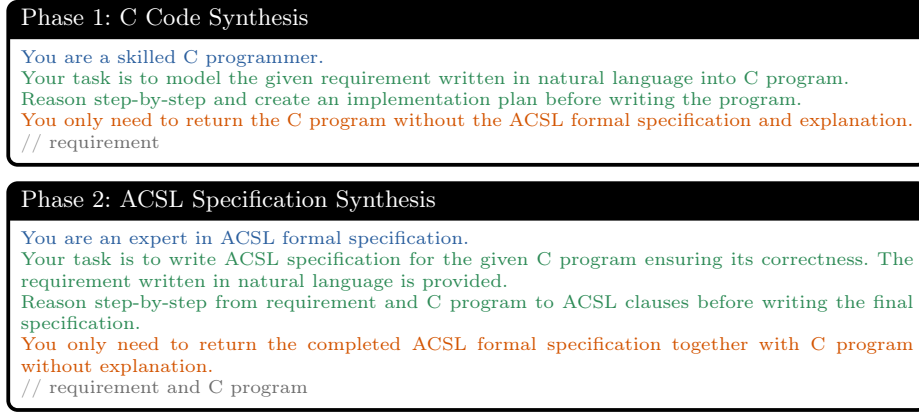 Phase 1: C Code Synthesis
You are a skilled C programmer.
Your task is to model the given requirement written in natural language into C program.
Reason step-by-step and create an implementation plan before writing the program.
You only need to return the C program without the ACSL formal specification and explanation.
// requirement
Phase 2: ACSL Specification Synthesis
You are an expert in ACSL formal specification.
Your task is to write ACSL specification for the given C program ensuring its correctness. The
requirement written in natural language is provided.
Reason step-by-step from requirement and C program to ACSL clauses before writing the final
specification.
You only need to return the completed ACSL formal specification together with C program
without explanation.
// requirement and C program